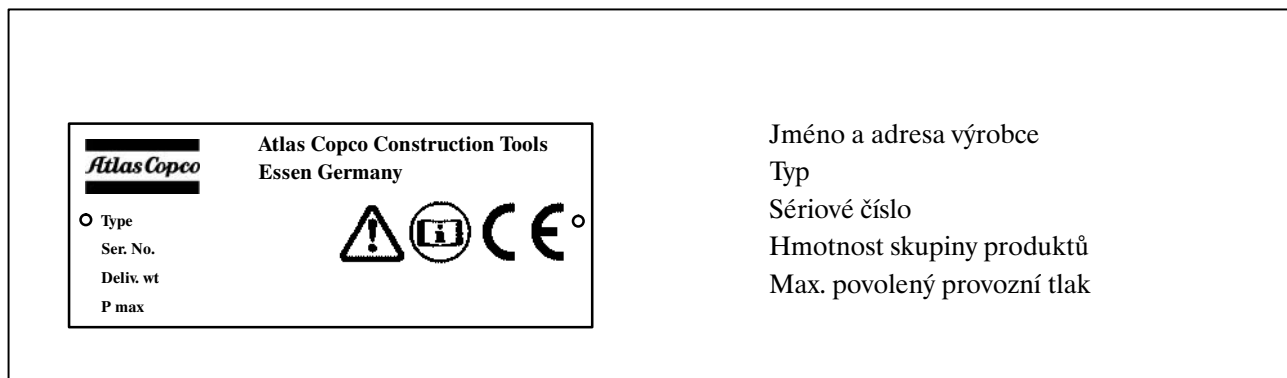 Atlas Copco
Atlas Copco Construction Tools
Essen Germany
Type
Ser. No.
Deliv. wt
P max
i
CE
Jméno a adresa výrobce
Typ
Sériové číslo
Hmotnost skupiny produktů
Max. povolený provozní tlak